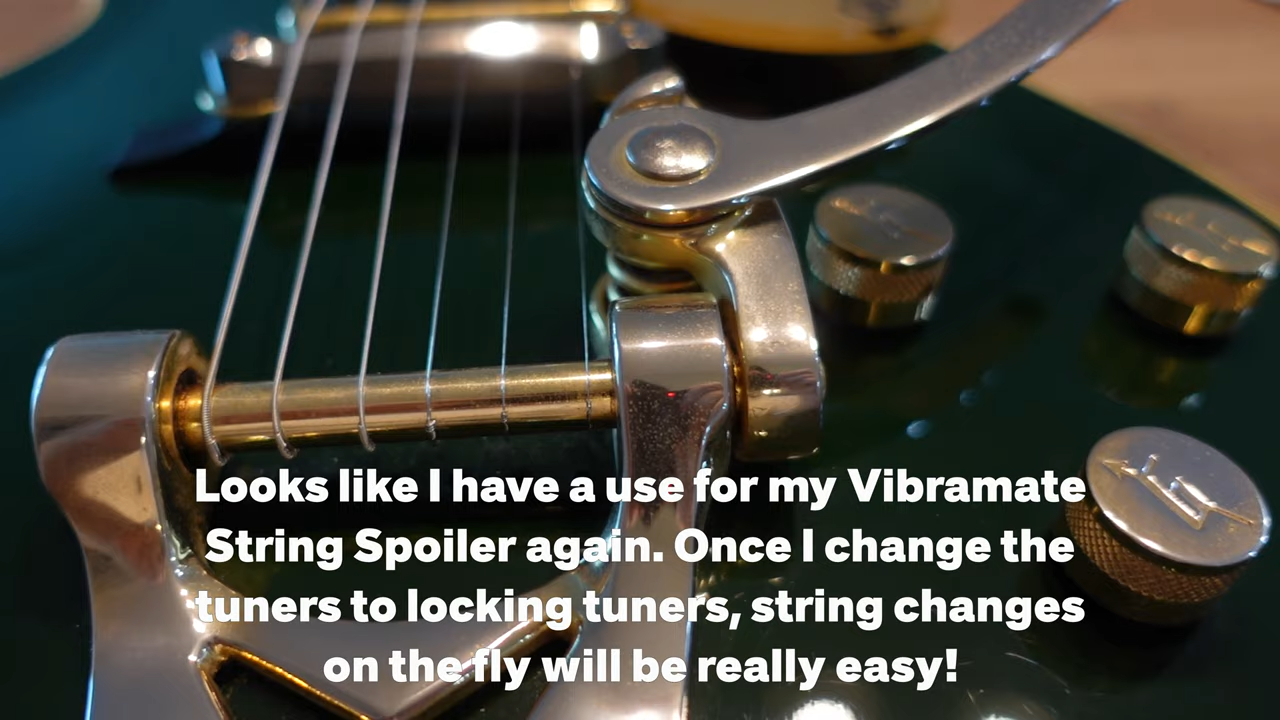 Looks like I have a use for my Vibramate
String Spoiler again. Once I change the
tuners to locking tuners, string changes
on the fly will be really easy!